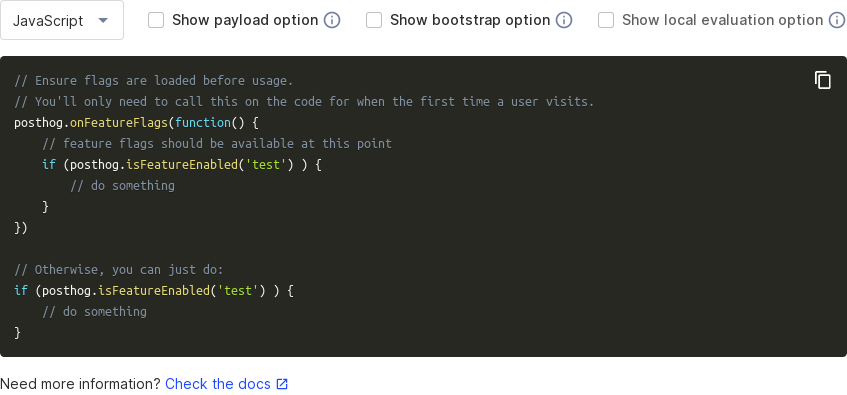 JavaScript Show payload option Show bootstrap option Show local evaluation option
// Ensure flags are loaded before usage.
// You'll only need to call this on the code for when the first time a user visits.
posthog.onFeatureFlags(function() {
    // feature flags should be available at this point
    if (posthog.isFeatureEnabled('test') ) {
        // do something
    }
})

// Otherwise, you can just do:
if (posthog.isFeatureEnabled('test') ) {
    // do something
}
Need more information? Check the docs